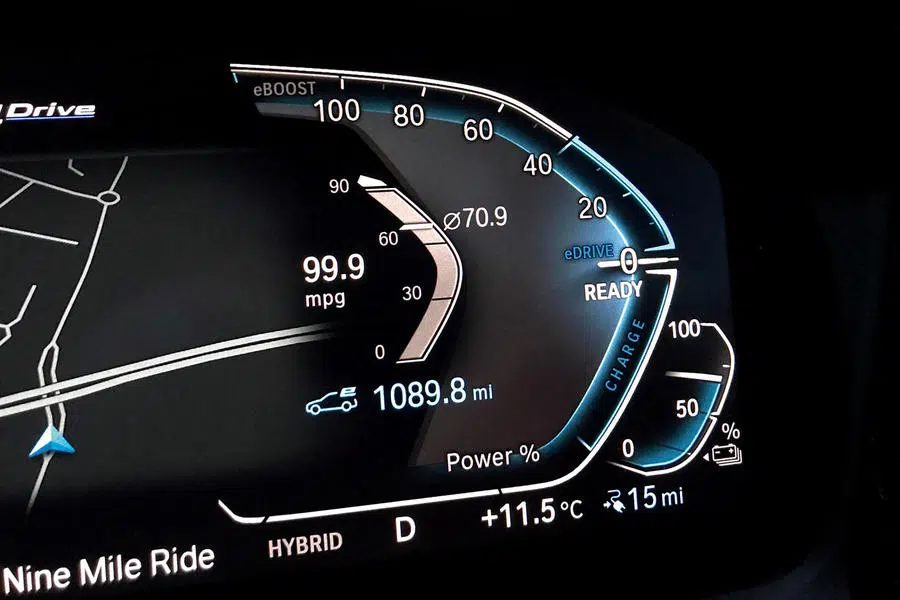 eBOOST
Drive
100 80 60 40 20 0
90
60
30
0
⌀70.9
99.9
mpg
eDRIVE
READY
CHARGE
1089.8 mi
Power %
100
50
0
%
HYBRID D +11.5°C 15 mi
Nine Mile Ride